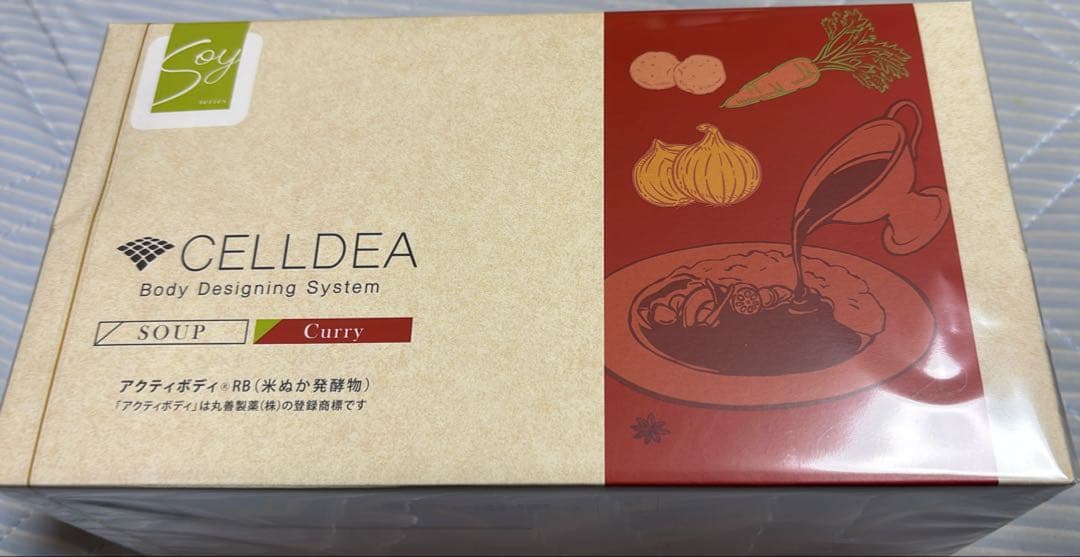 Soy
series
CELLDEA
Body Designing System
SOUP
Curry
アクティボディ®RB(米ぬか発酵物)
「アクティボディ」は丸善製薬(株)の登録商標です